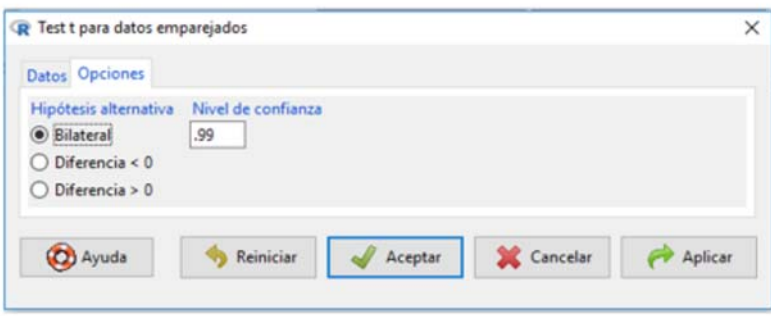 R Test t para datos emparejados
Datos Opciones
Hipótesis alternativa Nivel de confianza
Bilateral .99
Diferencia < 0
Diferencia > 0
Ayuda Reiniciar Aceptar Cancelar Aplicar